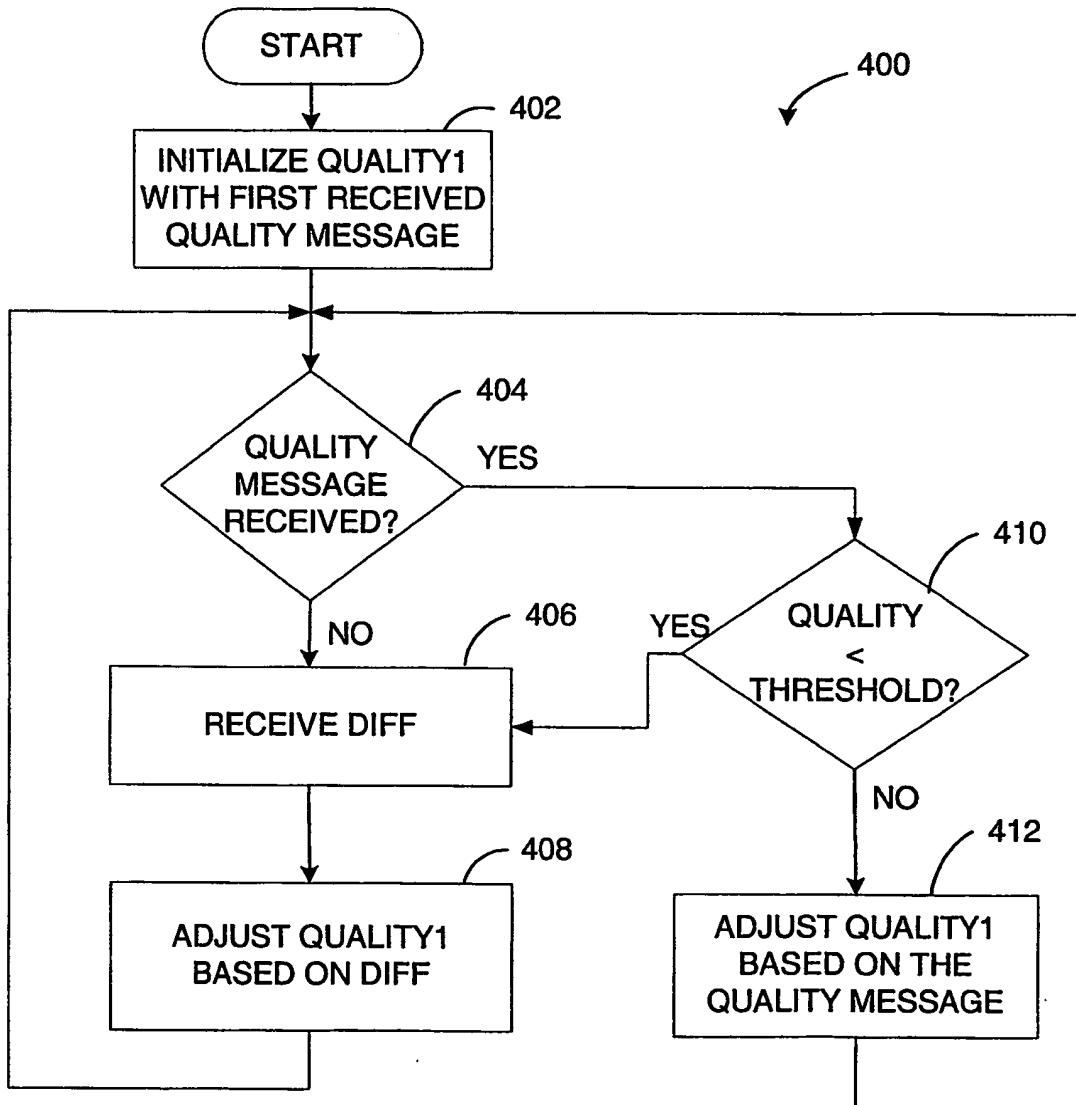 START
400
402
INITIALIZE QUALITY1
WITH FIRST RECEIVED
QUALITY MESSAGE
404
QUALITY
MESSAGE
RECEIVED?
YES
410
QUALITY
<
THRESHOLD?
YES
NO
406
RECEIVE DIFF
NO
408
ADJUST QUALITY1
BASED ON DIFF
412
ADJUST QUALITY1
BASED ON THE
QUALITY MESSAGE